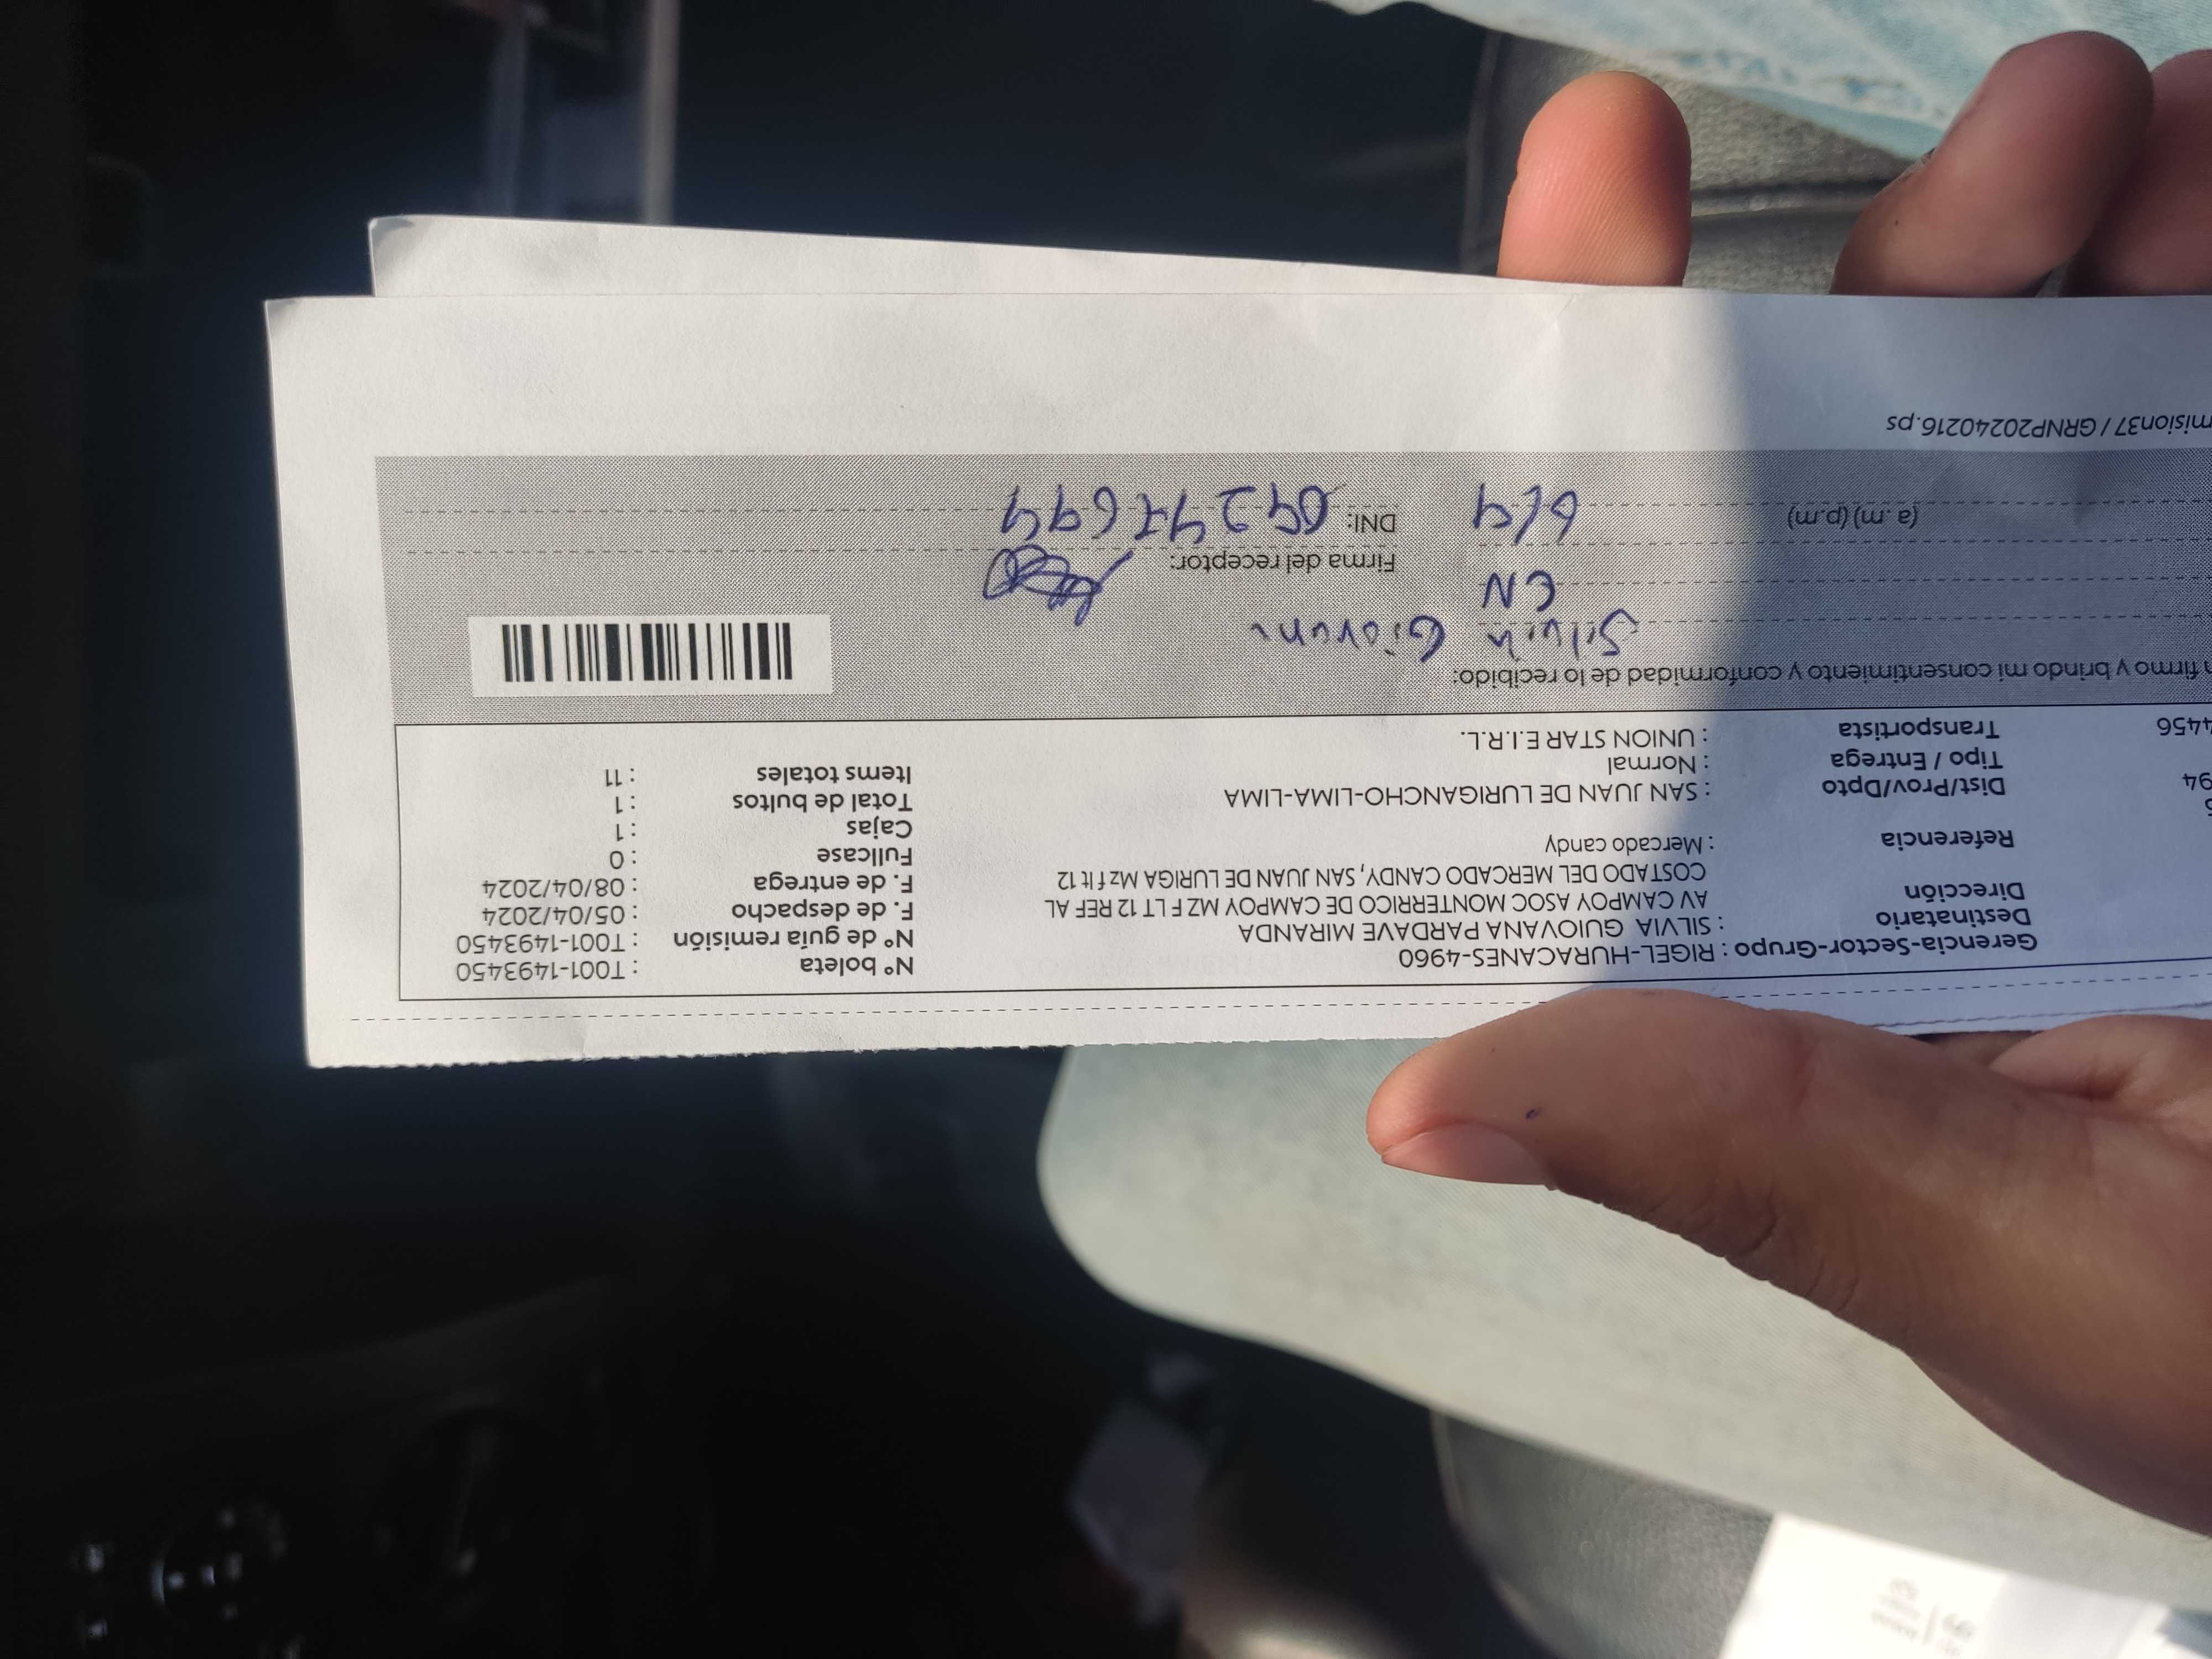 Gerencia-Sector-Grupo : RIGEL-HURACANES-4960
Destinatario : SILVIA GUIOVANA PARDAVE MIRANDA
Dirección AV CAMPOY ASOC MONTERRICO DE CAMPOY MZ F LT 12 REF AL
COSTADO DEL MERCADO CANDY, SAN JUAN DE LURIGA Mz f lt 12
Referencia : Mercado candy
Dist/Prov/Dpto : SAN JUAN DE LURIGANCHO-LIMA-LIMA
Tipo / Entrega : Normal
Transportista : UNION STAR E.I.R.L.
94
4456
N° boleta : T001-1493450
N° de guía remisión : T001-1493450
F. de despacho : 05/04/2024
F. de entrega : 08/04/2024
Fullcase : 0
Cajas : 1
Total de bultos : 1
Items totales : 11
firmo y brindo mi consentimiento y conformidad de lo recibido:
Silvia Giovana
EN
Firma del receptor:
(a .m) (p.m)
DNI:
mision37 / GRNP20240216.ps